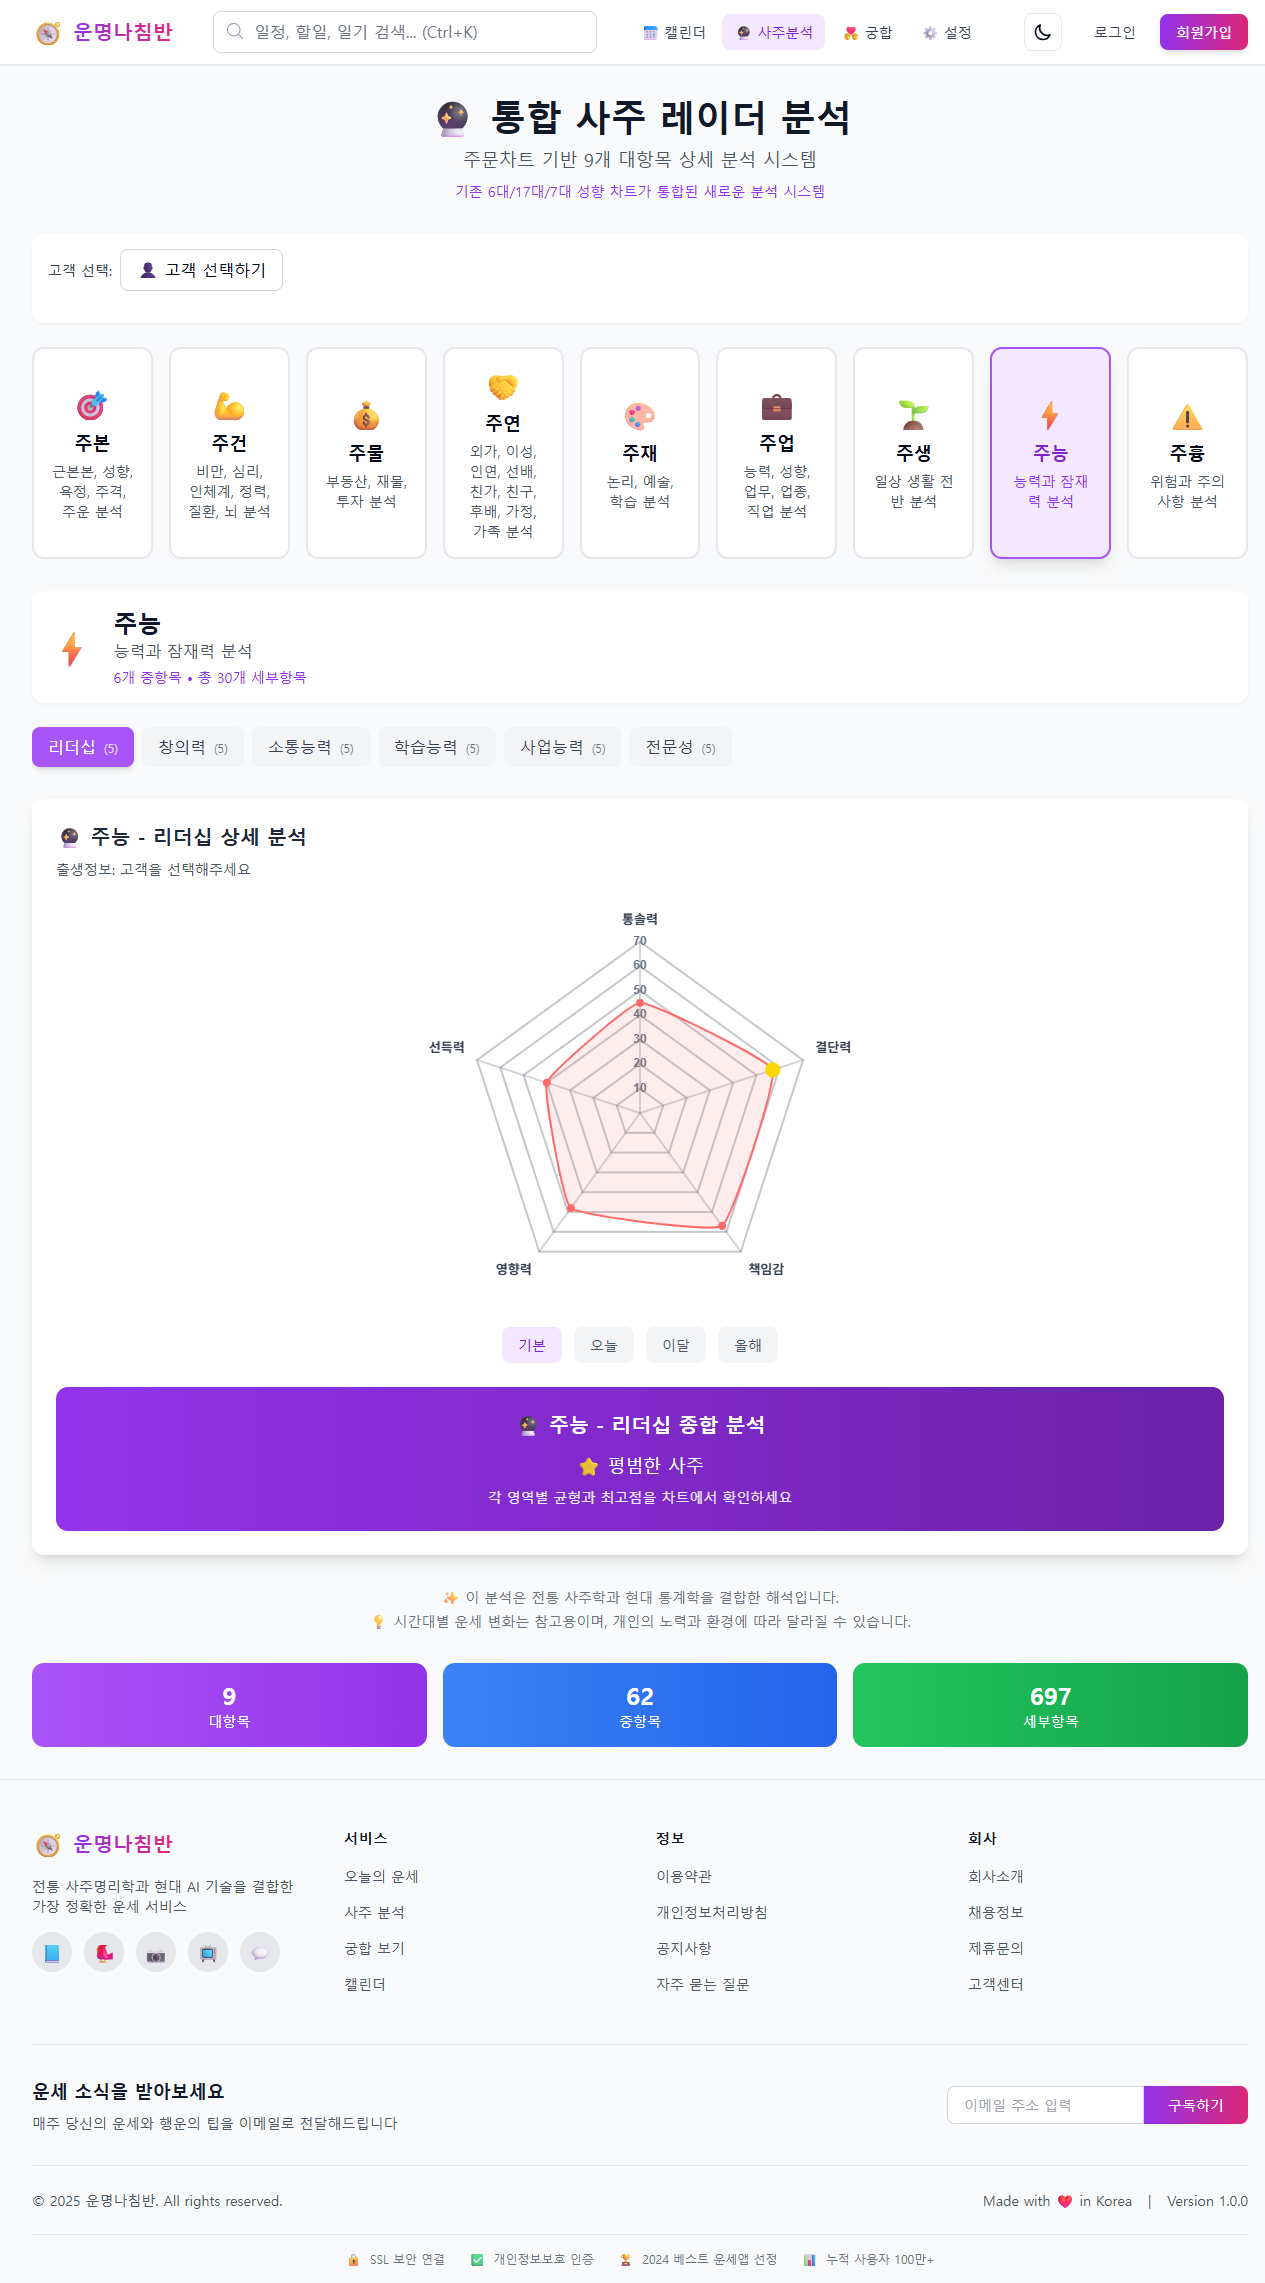 운명나침반
일정, 할일, 일기 검색... (Ctrl+K)
캘린더
사주분석
궁합
설정
로그인
회원가입
통합 사주 레이더 분석
주문차트 기반 9개 대항목 상세 분석 시스템
기존 6대/17대/7대 성향 차트가 통합된 새로운 분석 시스템
고객 선택:
고객 선택하기
주본
근본본, 성향,
욕정, 주격,
주운 분석
주건
비만, 심리,
인체계, 정력,
질환, 뇌 분석
주물
부동산, 재물,
투자 분석
주연
외가, 이성,
인연, 선배,
친가, 친구,
후배, 가정,
가족 분석
주재
논리, 예술,
학습 분석
주업
능력, 성향,
업무, 업종,
직업 분석
주생
일상 생활 전
반 분석
주능
능력과 잠재
력 분석
주흉
위험과 주의
사항 분석
주능
능력과 잠재력 분석
6개 중항목 • 총 30개 세부항목
리더십 (5)
창의력 (5)
소통능력 (5)
학습능력 (5)
사업능력 (5)
전문성 (5)
주능 - 리더십 상세 분석
출생정보: 고객을 선택해주세요
통솔력
70
60
50
40
30
20
10
선득력
결단력
영향력
책임감
기본
오늘
이달
올해
주능 - 리더십 종합 분석
평범한 사주
각 영역별 균형과 최고점을 차트에서 확인하세요
이 분석은 전통 사주학과 현대 통계학을 결합한 해석입니다.
시간대별 운세 변화는 참고용이며, 개인의 노력과 환경에 따라 달라질 수 있습니다.
9
대항목
62
중항목
697
세부항목
운명나침반
전통 사주명리학과 현대 AI 기술을 결합한
가장 정확한 운세 서비스
서비스
오늘의 운세
사주 분석
궁합 보기
캘린더
정보
이용약관
개인정보처리방침
공지사항
자주 묻는 질문
회사
회사소개
채용정보
제휴문의
고객센터
운세 소식을 받아보세요
매주 당신의 운세와 행운의 팁을 이메일로 전달해드립니다
이메일 주소 입력
구독하기
© 2025 운명나침반. All rights reserved.
Made with ❤️ in Korea | Version 1.0.0
SSL 보안 연결
개인정보보호 인증
2024 베스트 운세앱 선정
누적 사용자 100만+